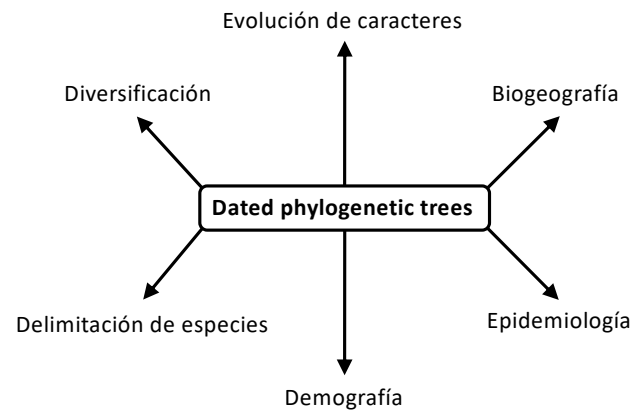 Evolución de caracteres
Diversificación
Biogeografía
Dated phylogenetic trees
Delimitación de especies
Epidemiología
Demografía